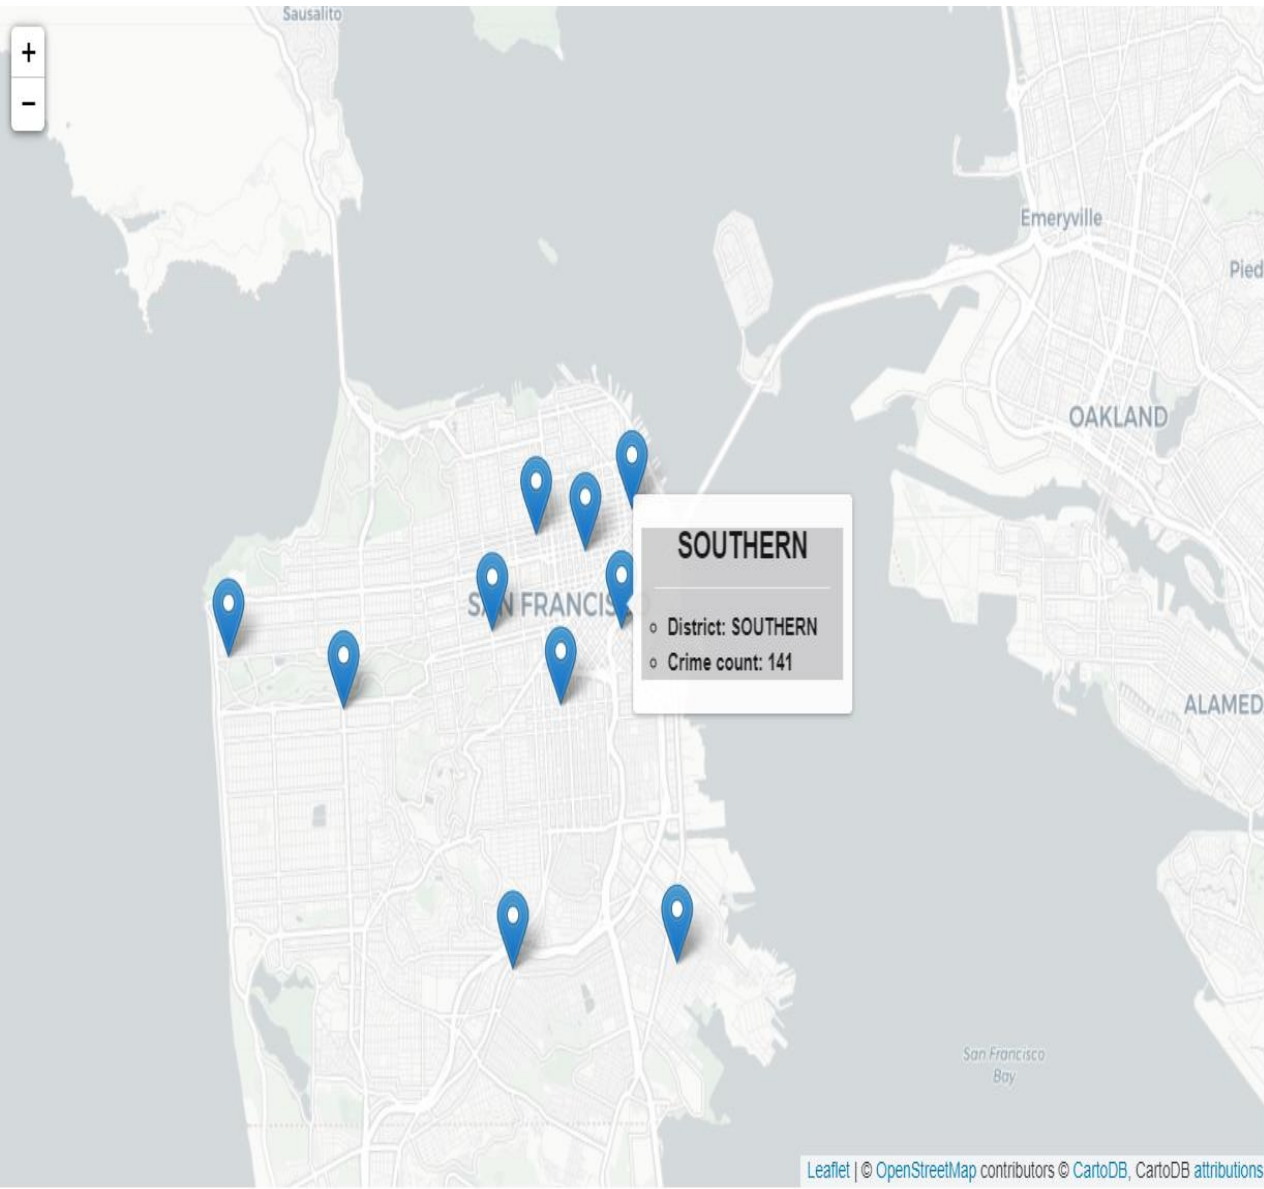 Sausalito
+
−
Emeryville
Pied
OAKLAND
SOUTHERN
SAN FRANCIS
District: SOUTHERN
Crime count: 141
ALAMED
San Francisco
Bay
Leaflet | © OpenStreetMap contributors © CartoDB, CartoDB attributions